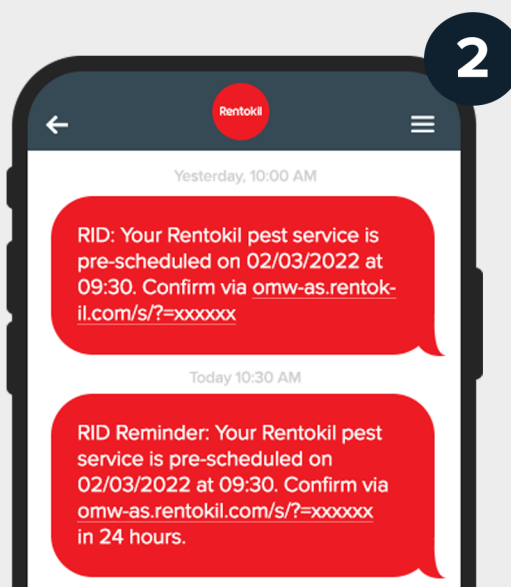 2
Rentokil
Yesterday, 10:00 AM
RID: Your Rentokil pest service is
pre-scheduled on 02/03/2022 at
09:30. Confirm via omw-as.rentok-
il.com/s/?=xxxxxx
Today 10:30 AM
RID Reminder: Your Rentokil pest
service is pre-scheduled on
02/03/2022 at 09:30. Confirm via
omw-as.rentokil.com/s/?=xxxxxx
in 24 hours.